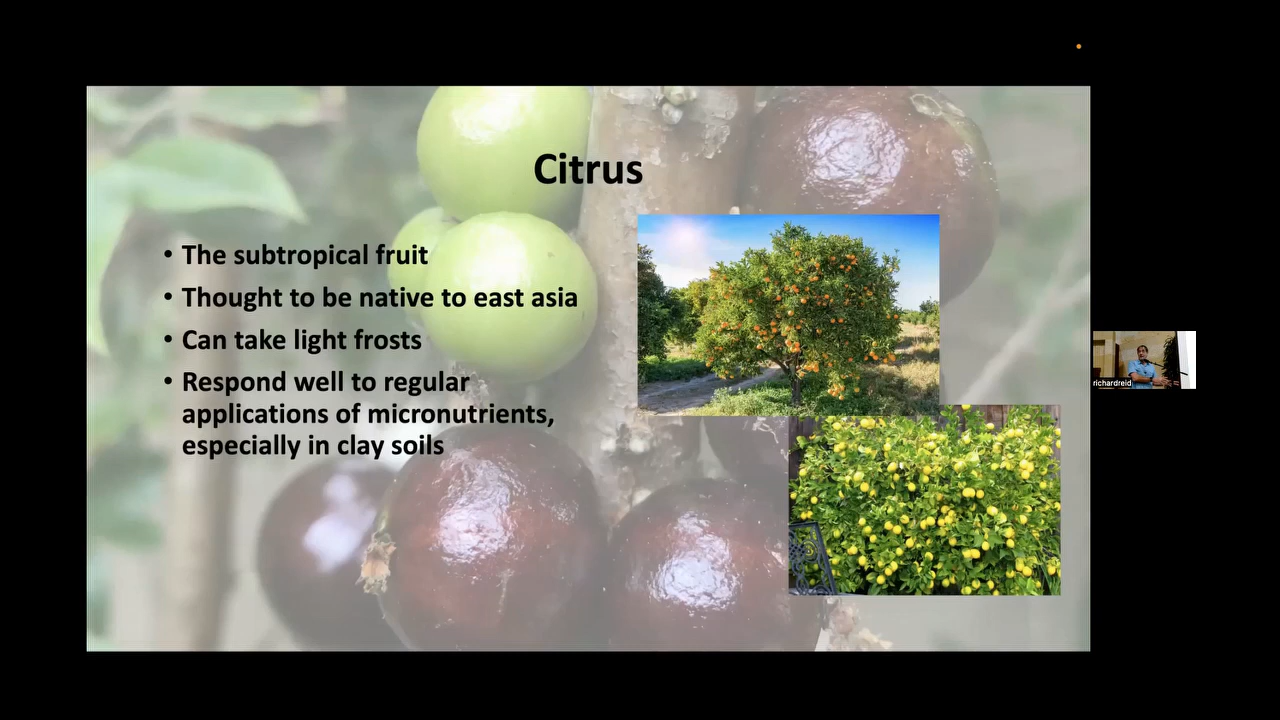 Citrus
• The subtropical fruit
• Thought to be native to east asia
• Can take light frosts
• Respond well to regular
applications of micronutrients,
especially in clay soils
richardreid